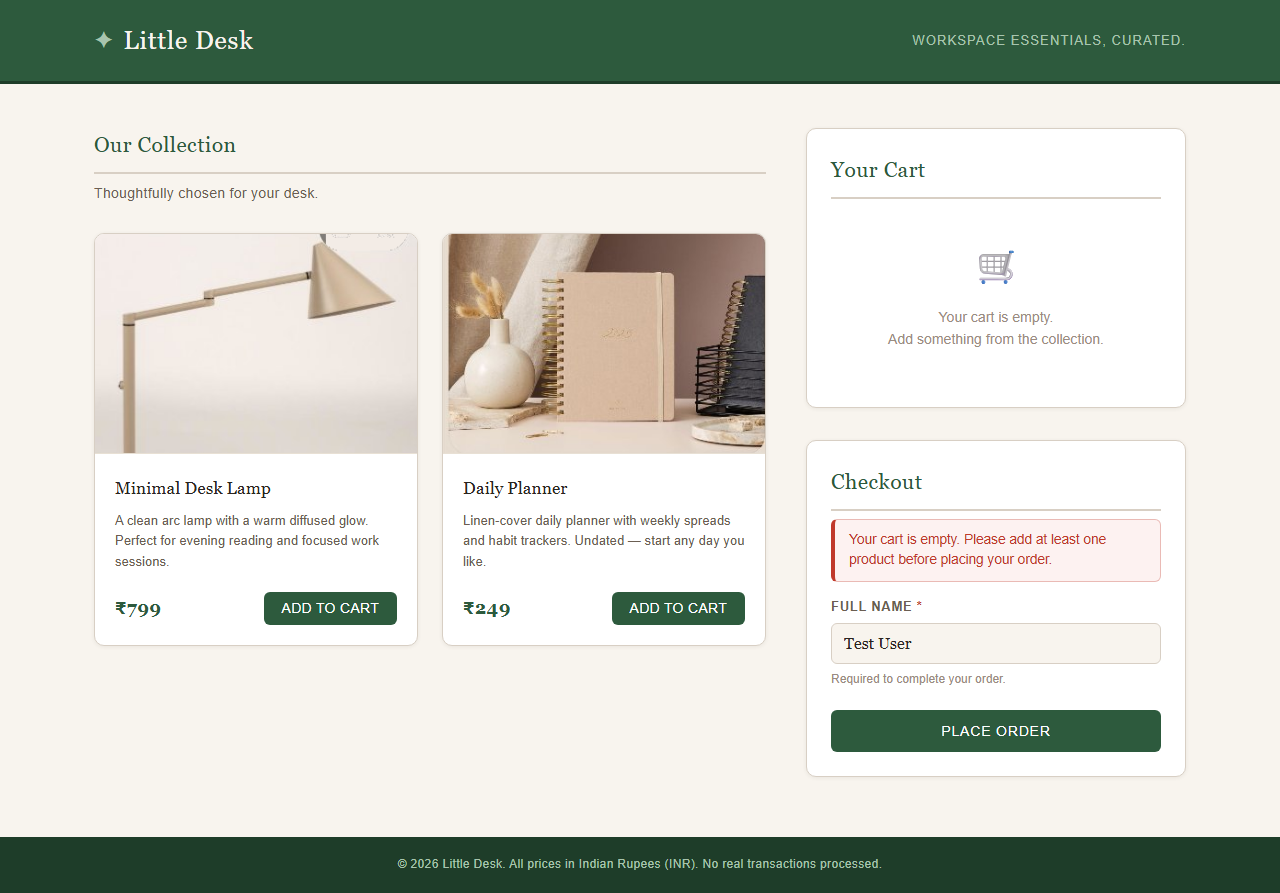 ✦ Little Desk
WORKSPACE ESSENTIALS, CURATED.
Our Collection
Thoughtfully chosen for your desk.
Minimal Desk Lamp
A clean arc lamp with a warm diffused glow.
Perfect for evening reading and focused work
sessions.
₹799
ADD TO CART
Daily Planner
Linen-cover daily planner with weekly spreads
and habit trackers. Undated — start any day you
like.
₹249
ADD TO CART
Your Cart
Your cart is empty.
Add something from the collection.
Checkout
Your cart is empty. Please add at least one
product before placing your order.
FULL NAME *
Test User
Required to complete your order.
PLACE ORDER
© 2026 Little Desk. All prices in Indian Rupees (INR). No real transactions processed.